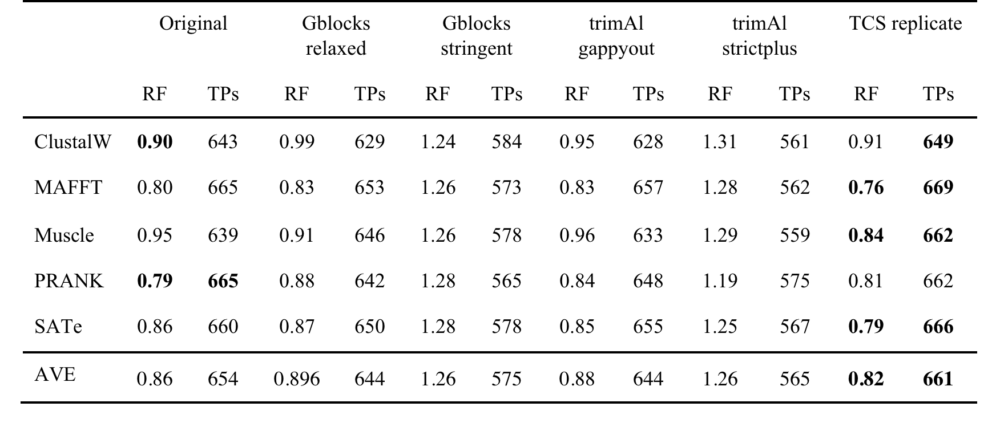 Original Gblocks Gblocks trimAl trimAl TCS replicate
relaxed stringent gappyout strictplus
RF TPs RF TPs RF TPs RF TPs RF TPs RF TPs
ClustalW 0.90 643 0.99 629 1.24 584 0.95 628 1.31 561 0.91 649
MAFFT 0.80 665 0.83 653 1.26 573 0.83 657 1.28 562 0.76 669
Muscle 0.95 639 0.91 646 1.26 578 0.96 633 1.29 559 0.84 662
PRANK 0.79 665 0.88 642 1.28 565 0.84 648 1.19 575 0.81 662
SATe 0.86 660 0.87 650 1.28 578 0.85 655 1.25 567 0.79 666
AVE 0.86 654 0.896 644 1.26 575 0.88 644 1.26 565 0.82 661